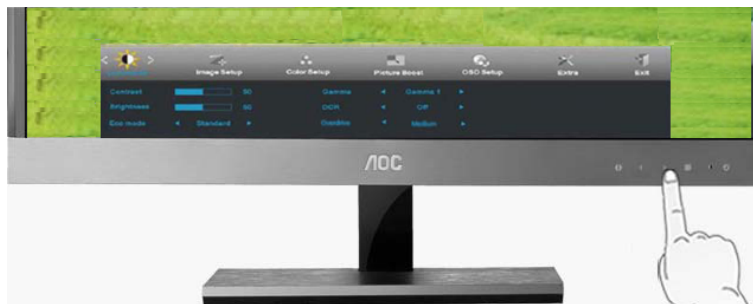 Luminance
Image Setup
Color Setup
Picture Boost
OSD Setup
Extra
Exit
Contrast 50 Gamma Gamma 1
Brightness 50 DCR Off
Eco mode Standard Overdrive Medium
AOC